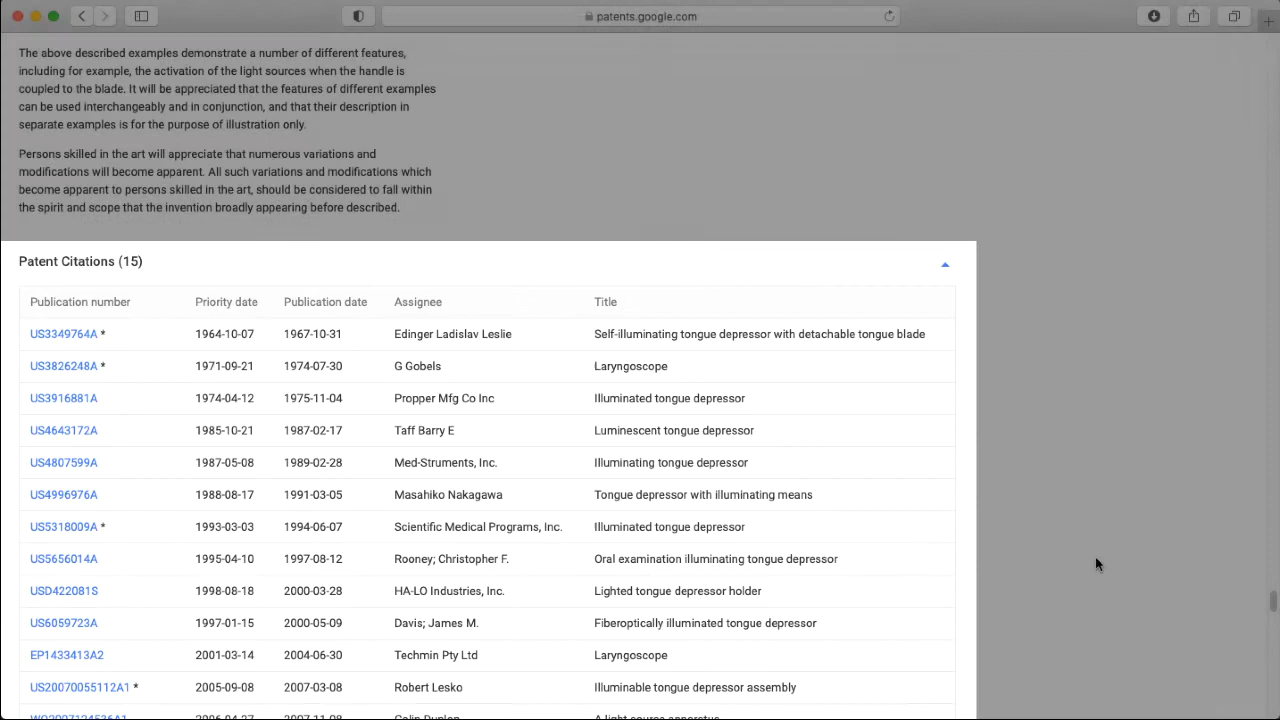 patents.google.com
The above described examples demonstrate a number of different features,
including for example, the activation of the light sources when the handle is
coupled to the blade. It will be appreciated that the features of different examples
can be used interchangeably and in conjunction, and that their description in
separate examples is for the purpose of illustration only.
Persons skilled in the art will appreciate that numerous variations and
modifications will become apparent. All such variations and modifications which
become apparent to persons skilled in the art, should be considered to fall within
the spirit and scope that the invention broadly appearing before described.
Patent Citations (15)
Publication number Priority date Publication date Assignee Title
US3349764A * 1964-10-07 1967-10-31 Edinger Ladislav Leslie Self-illuminating tongue depressor with detachable tongue blade
US3826248A * 1971-09-21 1974-07-30 G Gobels Laryngoscope
US3916881A 1974-04-12 1975-11-04 Propper Mfg Co Inc Illuminated tongue depressor
US4643172A 1985-10-21 1987-02-17 Taff Barry E Luminescent tongue depressor
US4807599A 1987-05-08 1989-02-28 Med-Struments, Inc. Illuminating tongue depressor
US4996976A 1988-08-17 1991-03-05 Masahiko Nakagawa Tongue depressor with illuminating means
US5318009A * 1993-03-03 1994-06-07 Scientific Medical Programs, Inc. Illuminated tongue depressor
US5656014A 1995-04-10 1997-08-12 Rooney; Christopher F. Oral examination illuminating tongue depressor
USD422081S 1998-08-18 2000-03-28 HA-LO Industries, Inc. Lighted tongue depressor holder
US6059723A 1997-01-15 2000-05-09 Davis; James M. Fiberoptically illuminated tongue depressor
EP1433413A2 2001-03-14 2004-06-30 Techmin Pty Ltd Laryngoscope
US20070055112A1 * 2005-09-08 2007-03-08 Robert Lesko Illuminable tongue depressor assembly
WO2007124536A1 2006-04-27 2007-11-08 Colin Dunlop A light source apparatus